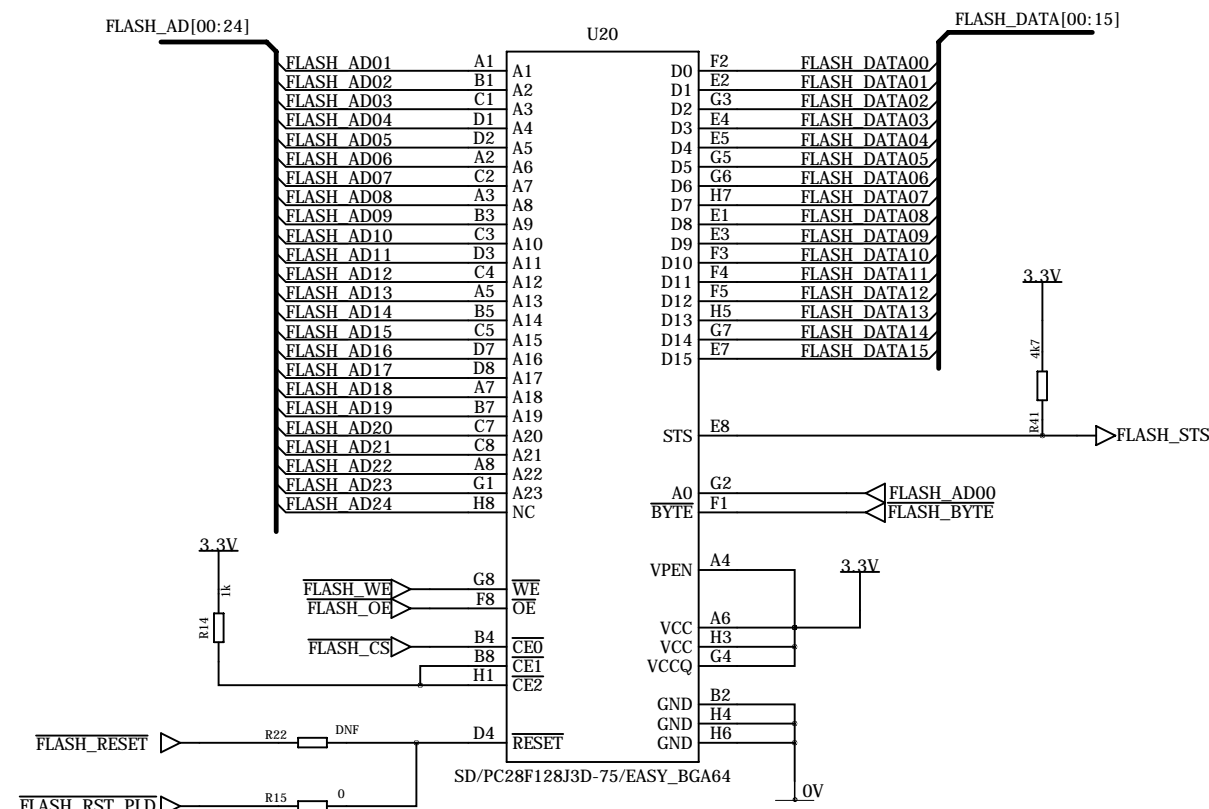 FLASH_AD[00:24]
FLASH_DATA[00:15]
U20
FLASH_AD01 A1 A1
FLASH_AD02 B1 A2
FLASH_AD03 C1 A3
FLASH_AD04 D1 A4
FLASH_AD05 D2 A5
FLASH_AD06 A2 A6
FLASH_AD07 C2 A7
FLASH_AD08 A3 A8
FLASH_AD09 B3 A9
FLASH_AD10 C3 A10
FLASH_AD11 D3 A11
FLASH_AD12 C4 A12
FLASH_AD13 A5 A13
FLASH_AD14 B5 A14
FLASH_AD15 C5 A15
FLASH_AD16 D7 A16
FLASH_AD17 D8 A17
FLASH_AD18 A7 A18
FLASH_AD19 B7 A19
FLASH_AD20 C7 A20
FLASH_AD21 C8 A21
FLASH_AD22 A8 A22
FLASH_AD23 G1 A23
FLASH_AD24 H8 NC
D0 F2 FLASH_DATA00
D1 E2 FLASH_DATA01
D2 G3 FLASH_DATA02
D3 E4 FLASH_DATA03
D4 E5 FLASH_DATA04
D5 G5 FLASH_DATA05
D6 G6 FLASH_DATA06
D7 H7 FLASH_DATA07
D8 E1 FLASH_DATA08
D9 E3 FLASH_DATA09
D10 F3 FLASH_DATA10
D11 F4 FLASH_DATA11
D12 F5 FLASH_DATA12
D13 H5 FLASH_DATA13
D14 G7 FLASH_DATA14
D15 E7 FLASH_DATA15
3.3V
4k7
R41
STS E8 FLASH_STS
A0 G2 FLASH_AD00
BYTE F1 FLASH_BYTE
VPEN A4
3.3V
VCC A6
VCC H3
VCCQ G4
GND B2
GND H4
GND H6
0V
3.3V
1k
R14
FLASH_WE G8 WE
FLASH_OE F8 OE
FLASH_CS B4 CE0
B8 CE1
H1 CE2
FLASH_RESET R22 DNF D4 RESET
SD/PC28F128J3D-75/EASY_BGA64
FLASH_RST_PLD R15 0